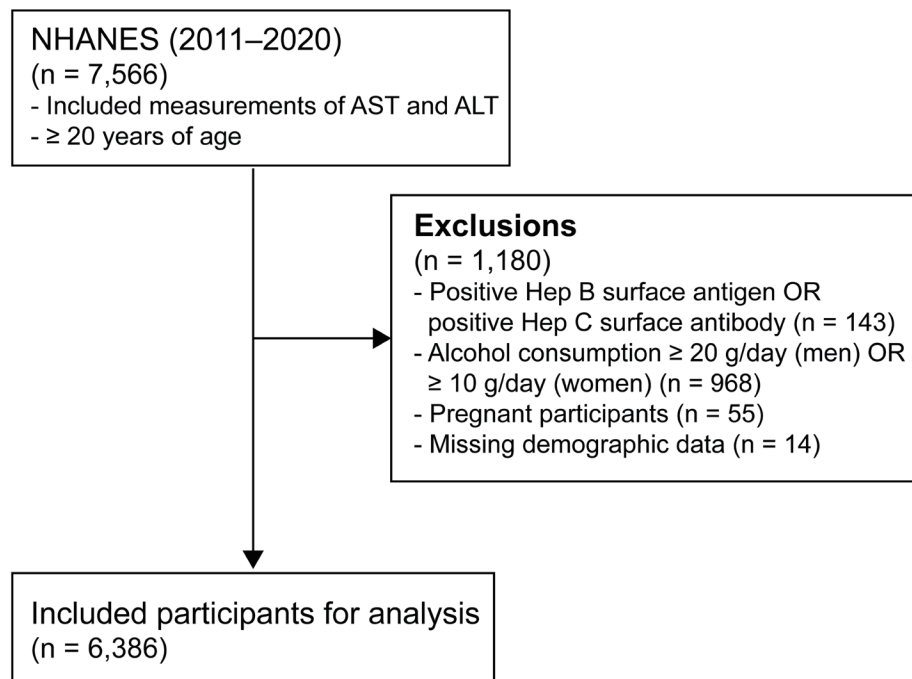 NHANES (2011–2020)
(n = 7,566)
- Included measurements of AST and ALT
- ≥ 20 years of age
Exclusions
(n = 1,180)
- Positive Hep B surface antigen OR
positive Hep C surface antibody (n = 143)
- Alcohol consumption ≥ 20 g/day (men) OR
≥ 10 g/day (women) (n = 968)
- Pregnant participants (n = 55)
- Missing demographic data (n = 14)
Included participants for analysis
(n = 6,386)